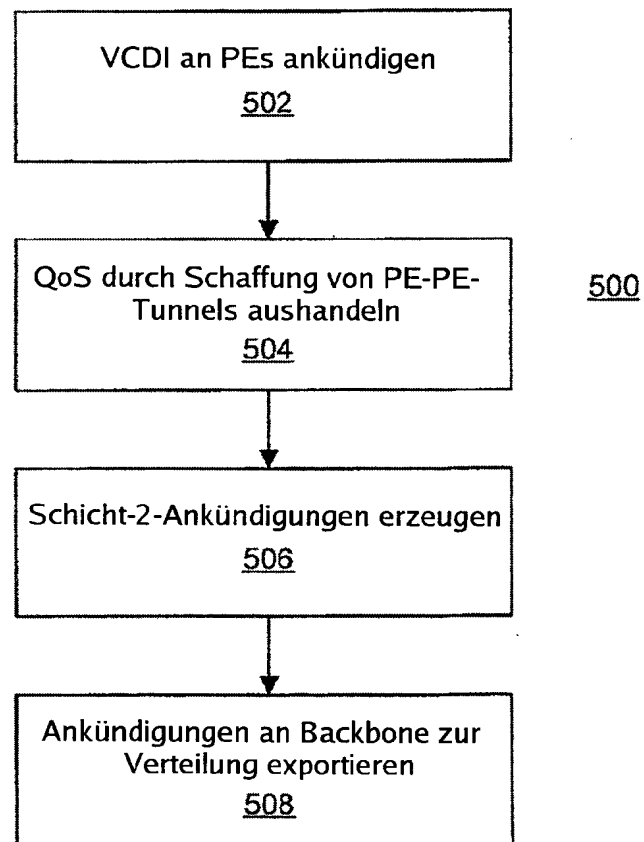 VCDI an PEs ankündigen
502
QoS durch Schaffung von PE-PE-
Tunnels aushandeln
504
500
Schicht-2-Ankündigungen erzeugen
506
Ankündigungen an Backbone zur
Verteilung exportieren
508